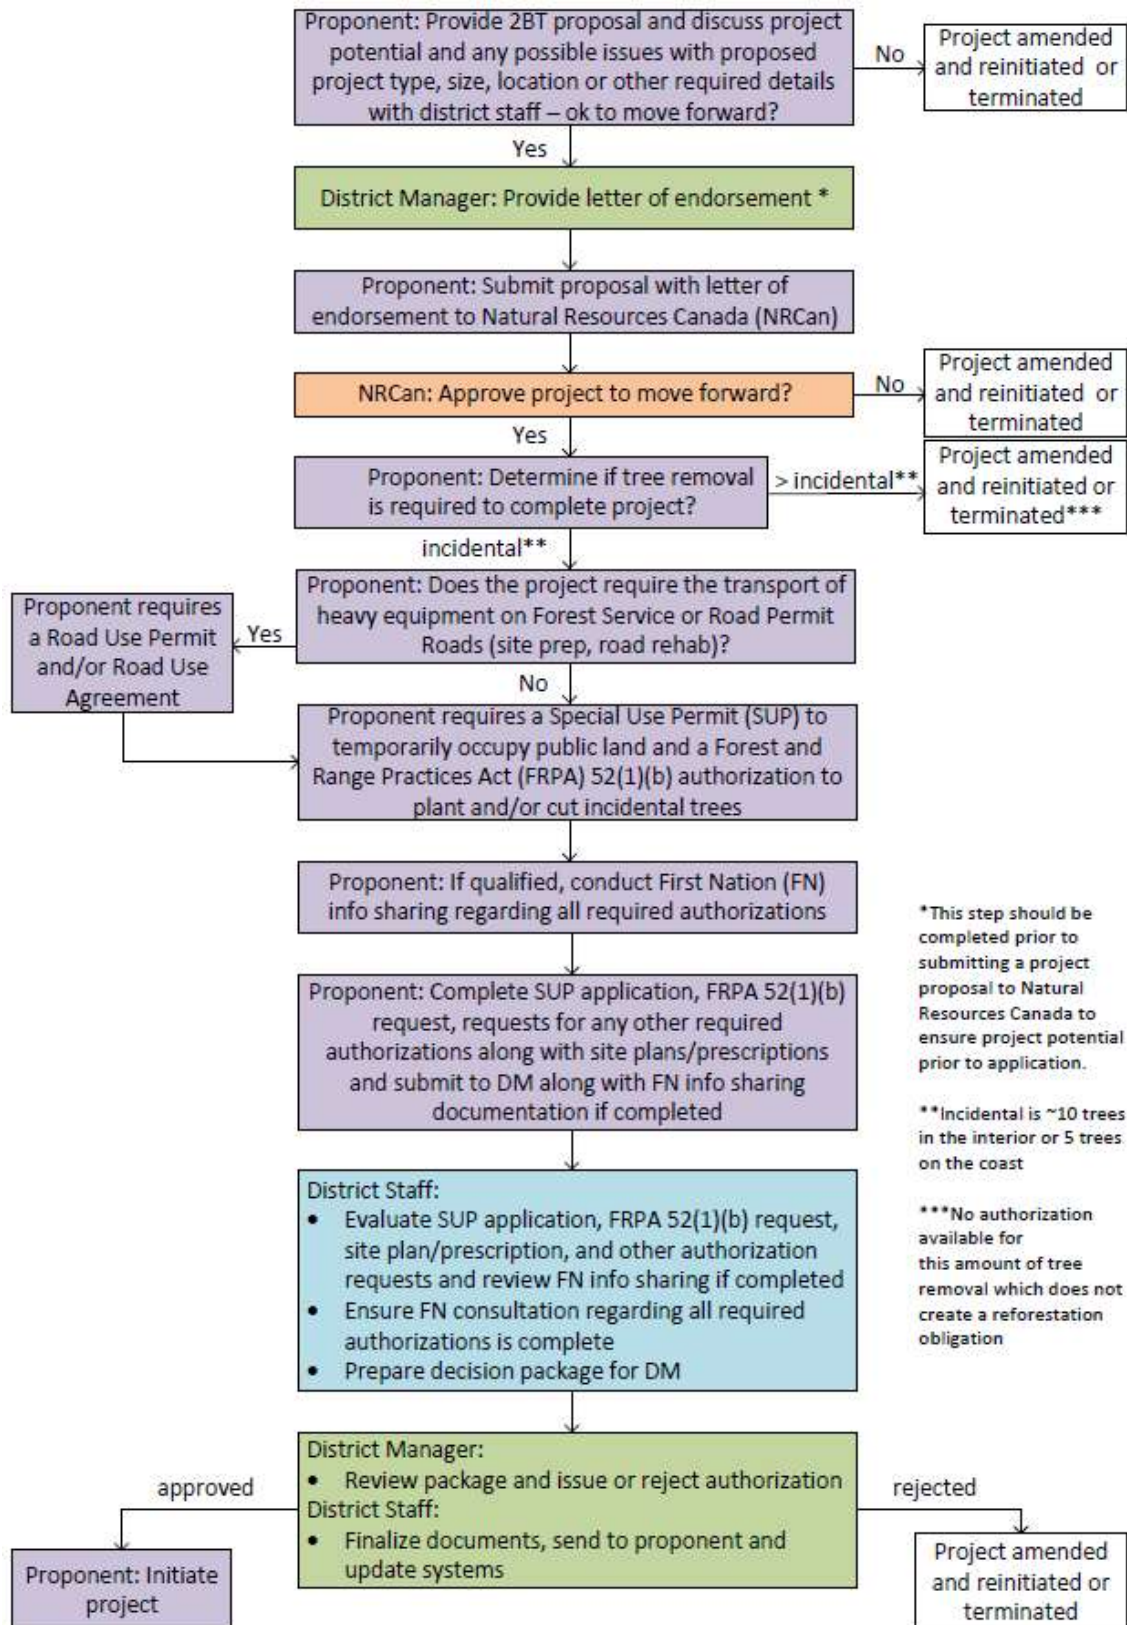 Proponent: Provide 2BT proposal and discuss project
potential and any possible issues with proposed
project type, size, location or other required details
with district staff – ok to move forward?
No
Project amended
and reinitiated or
terminated
Yes
District Manager: Provide letter of endorsement *
Proponent: Submit proposal with letter of
endorsement to Natural Resources Canada (NRCan)
NRCan: Approve project to move forward?
No
Project amended
and reinitiated or
terminated
Yes
Proponent: Determine if tree removal
is required to complete project?
> incidental**
Project amended
and reinitiated or
terminated***
incidental**
Proponent: Does the project require the transport of
heavy equipment on Forest Service or Road Permit
Roads (site prep, road rehab)?
Yes
Proponent requires
a Road Use Permit
and/or Road Use
Agreement
No
Proponent requires a Special Use Permit (SUP) to
temporarily occupy public land and a Forest and
Range Practices Act (FRPA) 52(1)(b) authorization to
plant and/or cut incidental trees
Proponent: If qualified, conduct First Nation (FN)
info sharing regarding all required authorizations
Proponent: Complete SUP application, FRPA 52(1)(b)
request, requests for any other required
authorizations along with site plans/prescriptions
and submit to DM along with FN info sharing
documentation if completed
*This step should be
completed prior to
submitting a project
proposal to Natural
Resources Canada to
ensure project potential
prior to application.
**Incidental is ~10 trees
in the interior or 5 trees
on the coast
***No authorization
available for
this amount of tree
removal which does not
create a reforestation
obligation
District Staff:
• Evaluate SUP application, FRPA 52(1)(b) request,
site plan/prescription, and other authorization
requests and review FN info sharing if completed
• Ensure FN consultation regarding all required
authorizations is complete
• Prepare decision package for DM
District Manager:
• Review package and issue or reject authorization
District Staff:
• Finalize documents, send to proponent and
update systems
approved
Proponent: Initiate
project
rejected
Project amended
and reinitiated or
terminated